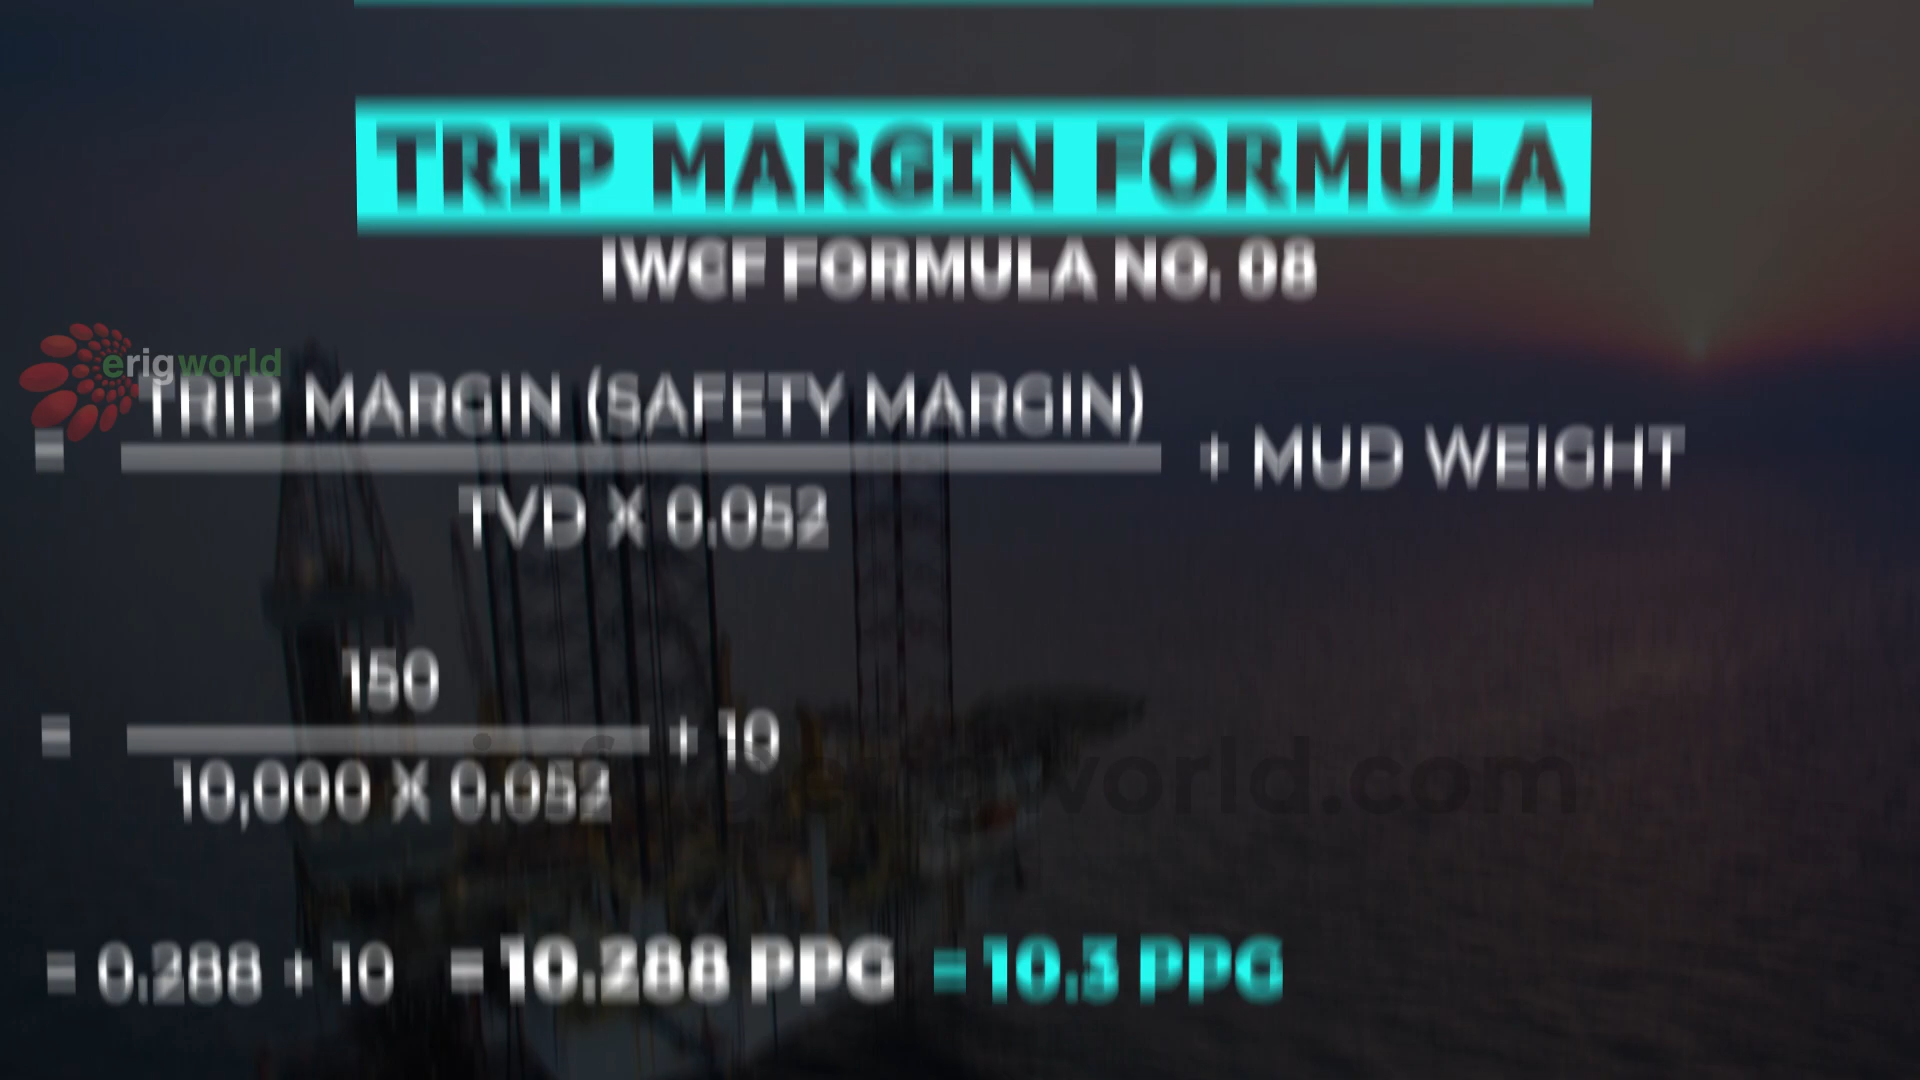 TRIP MARGIN FORMULA
IWCF FORMULA NO. 08
erigworld
= TRIP MARGIN (SAFETY MARGIN)
TVD X 0.052
+ MUD WEIGHT
= 150
10,000 X 0.052
+ 10
info@erigworld.com
= 0.288 + 10 = 10.288 PPG = 10.3 PPG